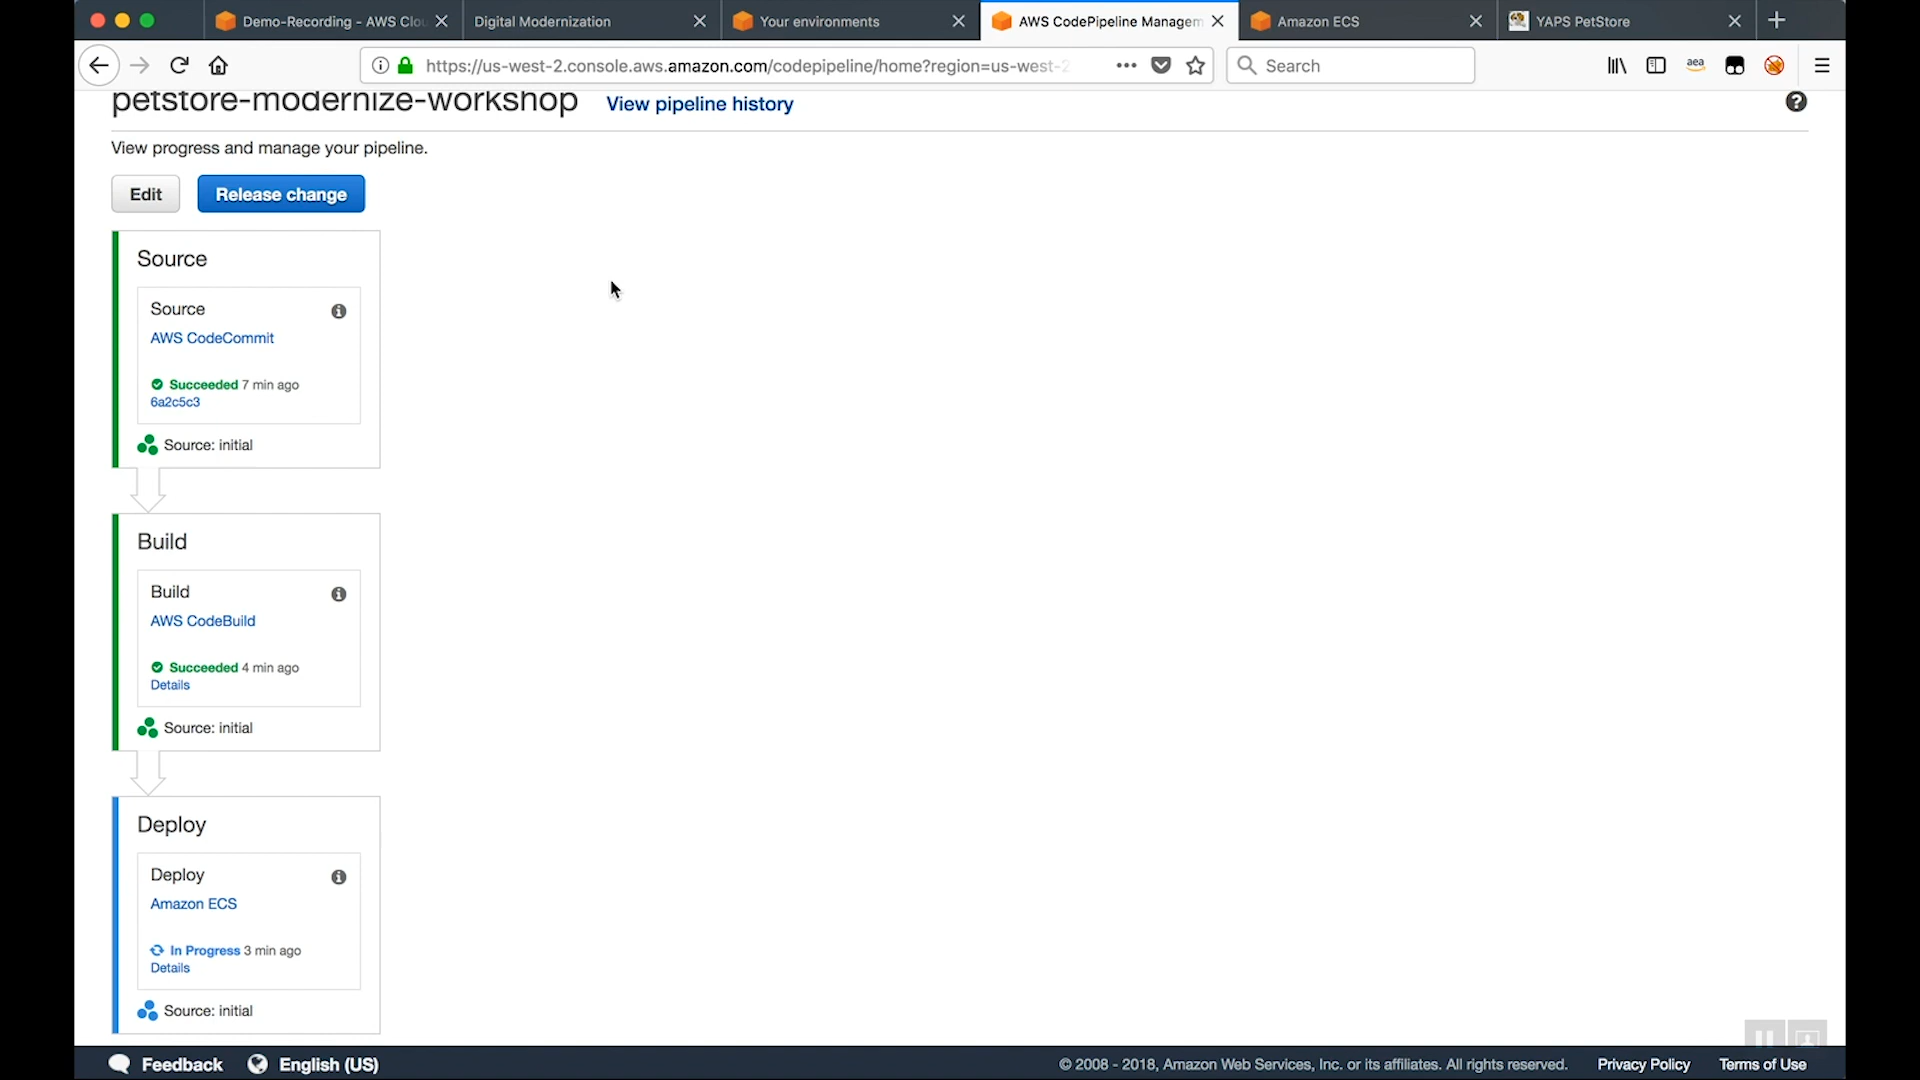 Demo-Recording - AWS Clou
Digital Modernization
Your environments
AWS CodePipeline Managem
Amazon ECS
YAPS PetStore
https://us-west-2.console.aws.amazon.com/codepipeline/home?region=us-west-2
Search
aea
petstore-modernize-workshop View pipeline history
View progress and manage your pipeline.
Edit
Release change
Source
Source
AWS CodeCommit
Succeeded 7 min ago
6a2c5c3
Source: initial
Build
Build
AWS CodeBuild
Succeeded 4 min ago
Details
Source: initial
Deploy
Deploy
Amazon ECS
In Progress 3 min ago
Details
Source: initial
Feedback
English (US)
© 2008 - 2018, Amazon Web Services, Inc. or its affiliates. All rights reserved.
Privacy Policy
Terms of Use